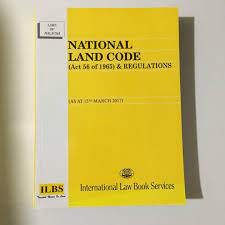 LAWS
OF
MALAYSIA
NATIONAL
LAND CODE
(Act 56 of 1965) & REGULATIONS
(AS AT 12TH MARCH 2017)
ILBS
International Law Book Services